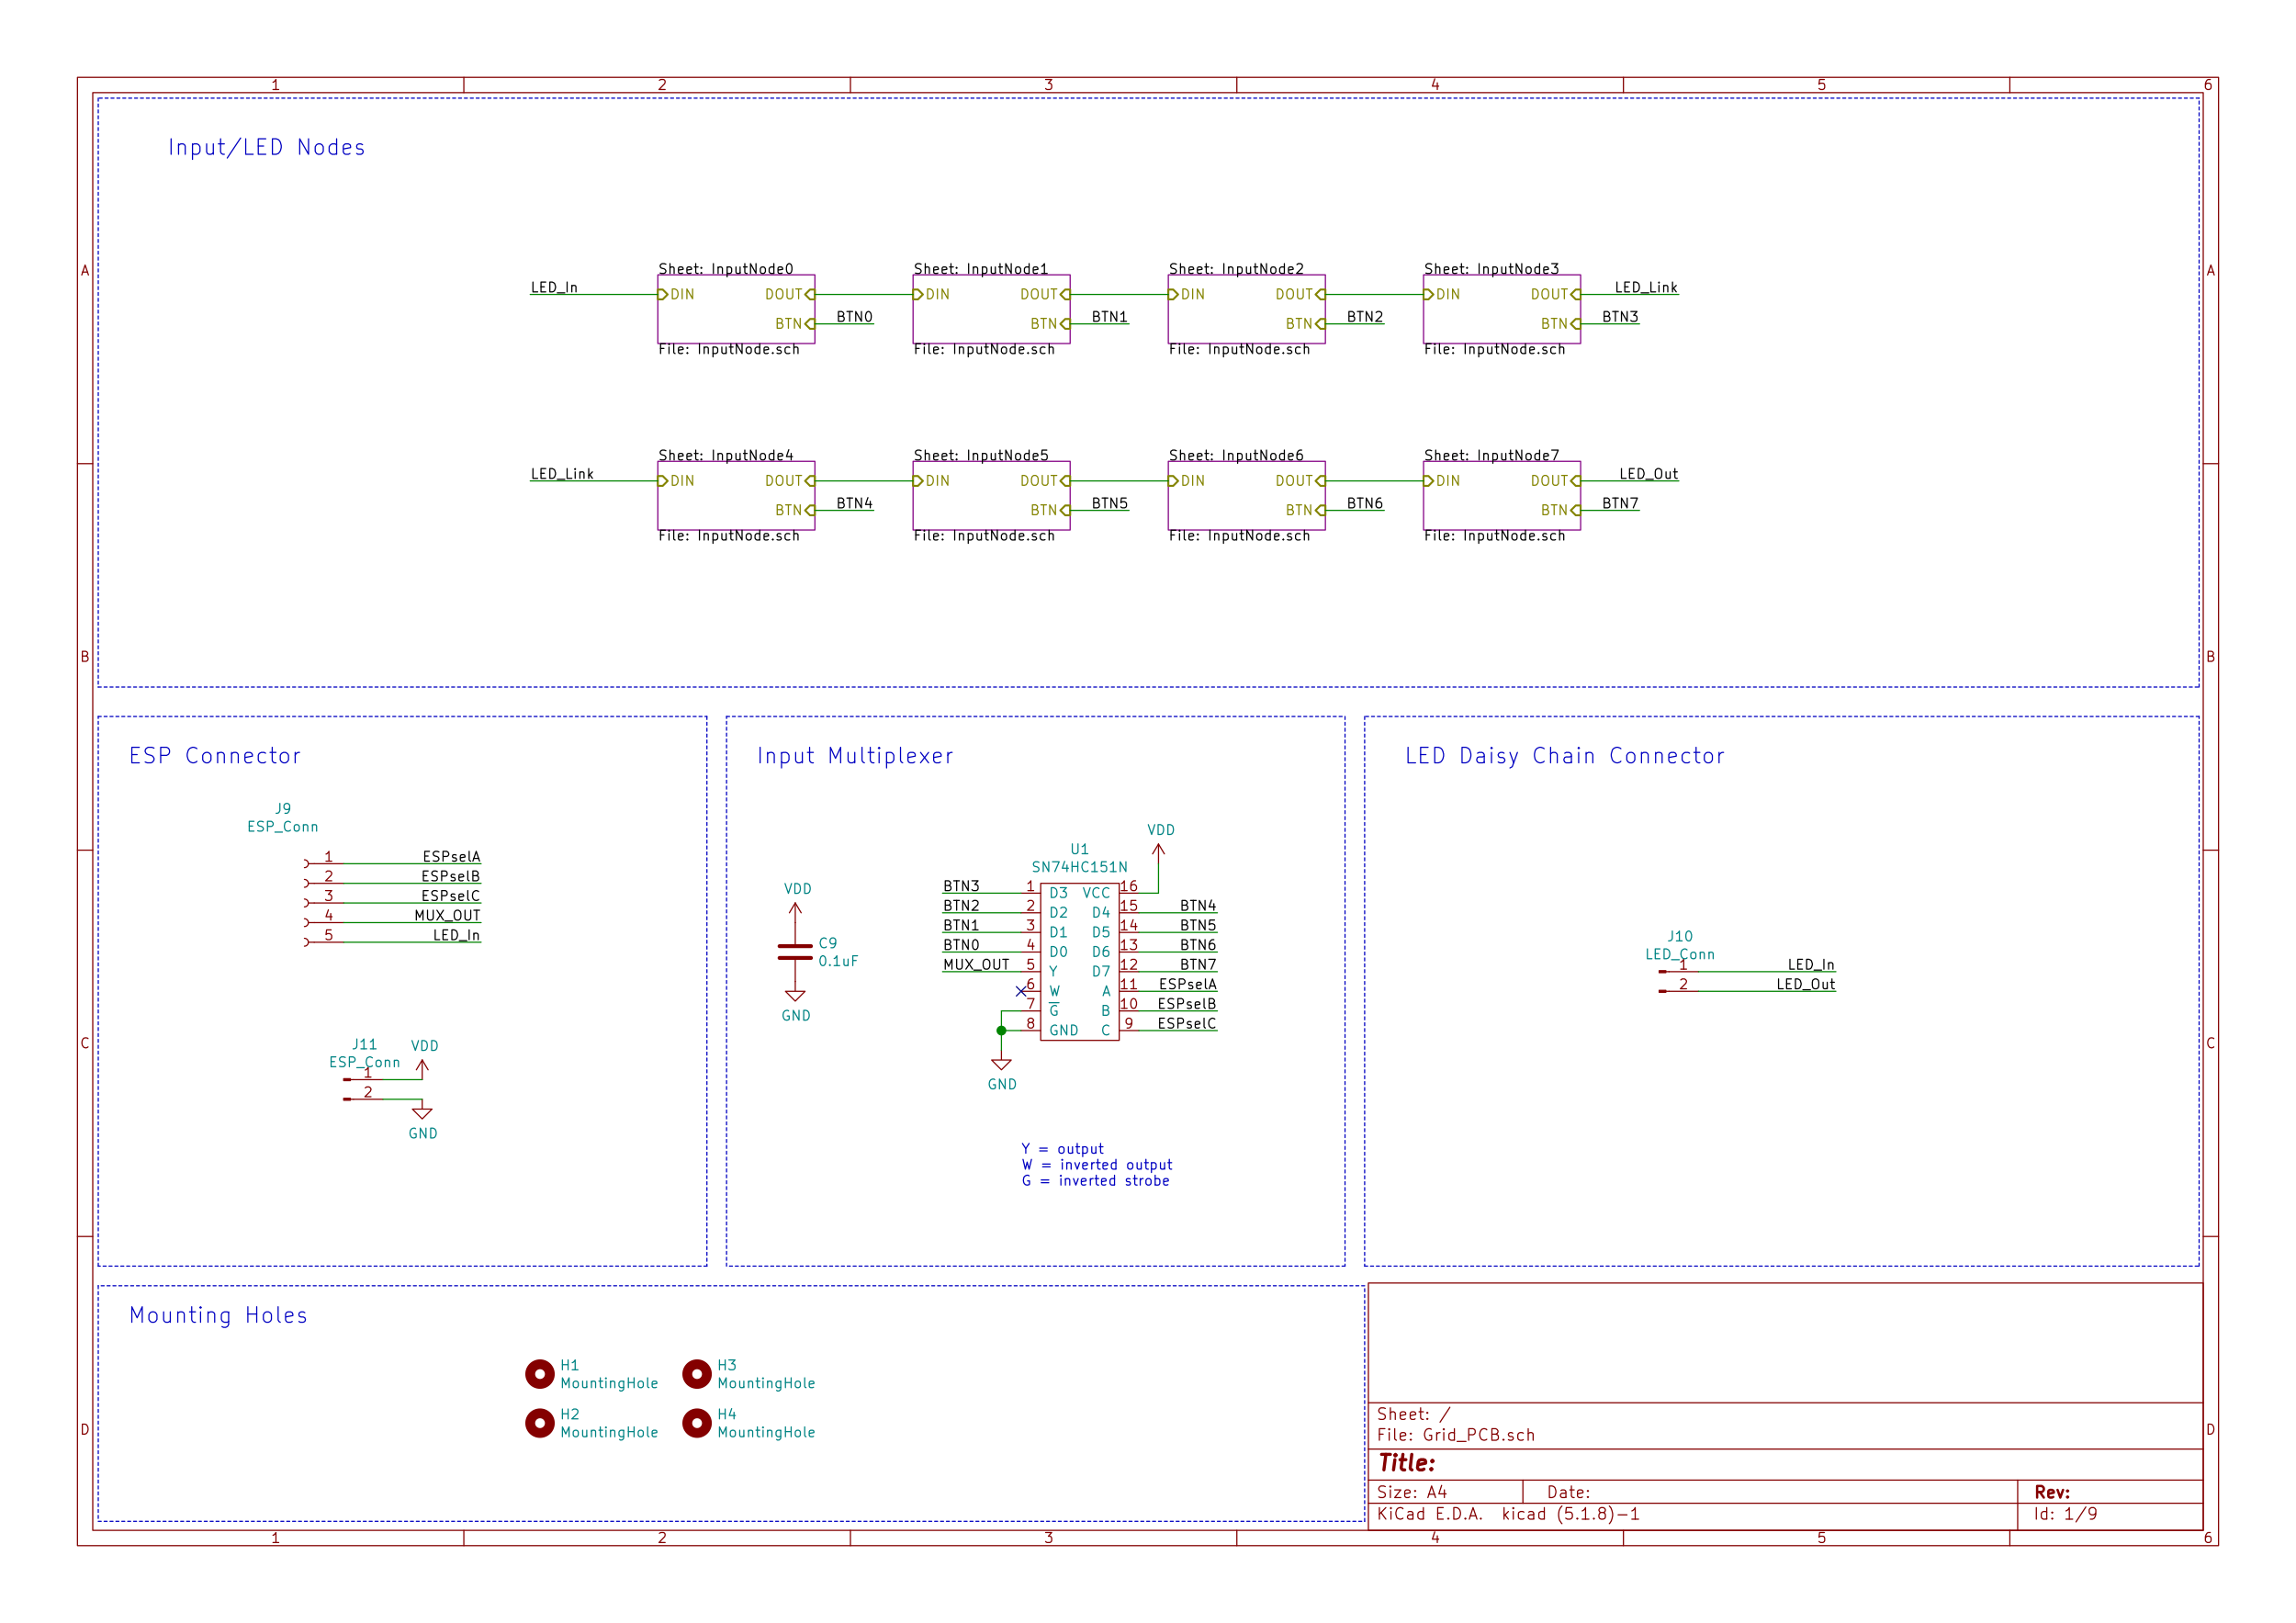 1 2 3 4 5 6
A A
B B
C C
D D
Input/LED Nodes
Sheet: InputNode0 Sheet: InputNode1 Sheet: InputNode2 Sheet: InputNode3
LED_In DIN DOUT DIN DOUT DIN DOUT DIN DOUT LED_Link
BTN BTN0 BTN BTN1 BTN BTN2 BTN BTN3
File: InputNode.sch File: InputNode.sch File: InputNode.sch File: InputNode.sch
Sheet: InputNode4 Sheet: InputNode5 Sheet: InputNode6 Sheet: InputNode7
LED_Link DIN DOUT DIN DOUT DIN DOUT DIN DOUT LED_Out
BTN BTN4 BTN BTN5 BTN BTN6 BTN BTN7
File: InputNode.sch File: InputNode.sch File: InputNode.sch File: InputNode.sch
ESP Connector
J9
ESP_Conn
1 ESPselA
2 ESPselB
3 ESPselC
4 MUX_OUT
5 LED_In
J11 VDD
ESP_Conn
1
2
GND
Input Multiplexer
VDD
C9
0.1uF
GND
VDD
U1
SN74HC151N
BTN3 1 D3 VCC 16
BTN2 2 D2 D4 15 BTN4
BTN1 3 D1 D5 14 BTN5
BTN0 4 D0 D6 13 BTN6
MUX_OUT 5 Y D7 12 BTN7
6 W A 11 ESPselA
7 G B 10 ESPselB
8 GND C 9 ESPselC
GND
Y = output
W = inverted output
G = inverted strobe
LED Daisy Chain Connector
J10
LED_Conn
1 LED_In
2 LED_Out
Mounting Holes
H1 H3
MountingHole MountingHole
H2 H4
MountingHole MountingHole
Sheet: /
File: Grid_PCB.sch
Title:
Size: A4 Date: Rev:
KiCad E.D.A. kicad (5.1.8)-1 Id: 1/9
1 2 3 4 5 6